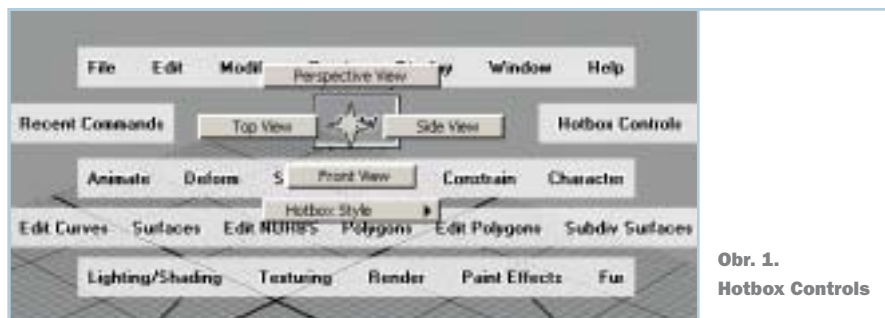 File Edit Window Help
Perspective View
Recent Commands Top View Side View Hotbox Controls
Animate Deform S Front View Constrain Character
Hotbox Style
Edit Curves Surfaces Edit NURBS Polygons Edit Polygons Subdiv Surfaces
Lighting/Shading Texturing Render Paint Effects Fur
Obr. 1.
Hotbox Controls